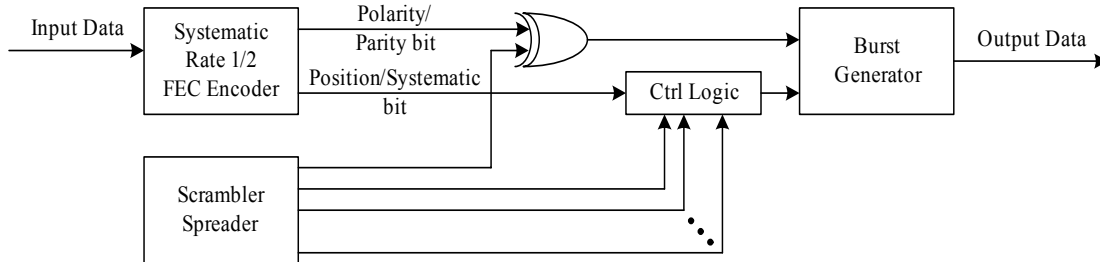 Input Data
Systematic
Rate 1/2
FEC Encoder
Polarity/
Parity bit
Position/Systematic
bit
Ctrl Logic
Burst
Generator
Output Data
Scrambler
Spreader